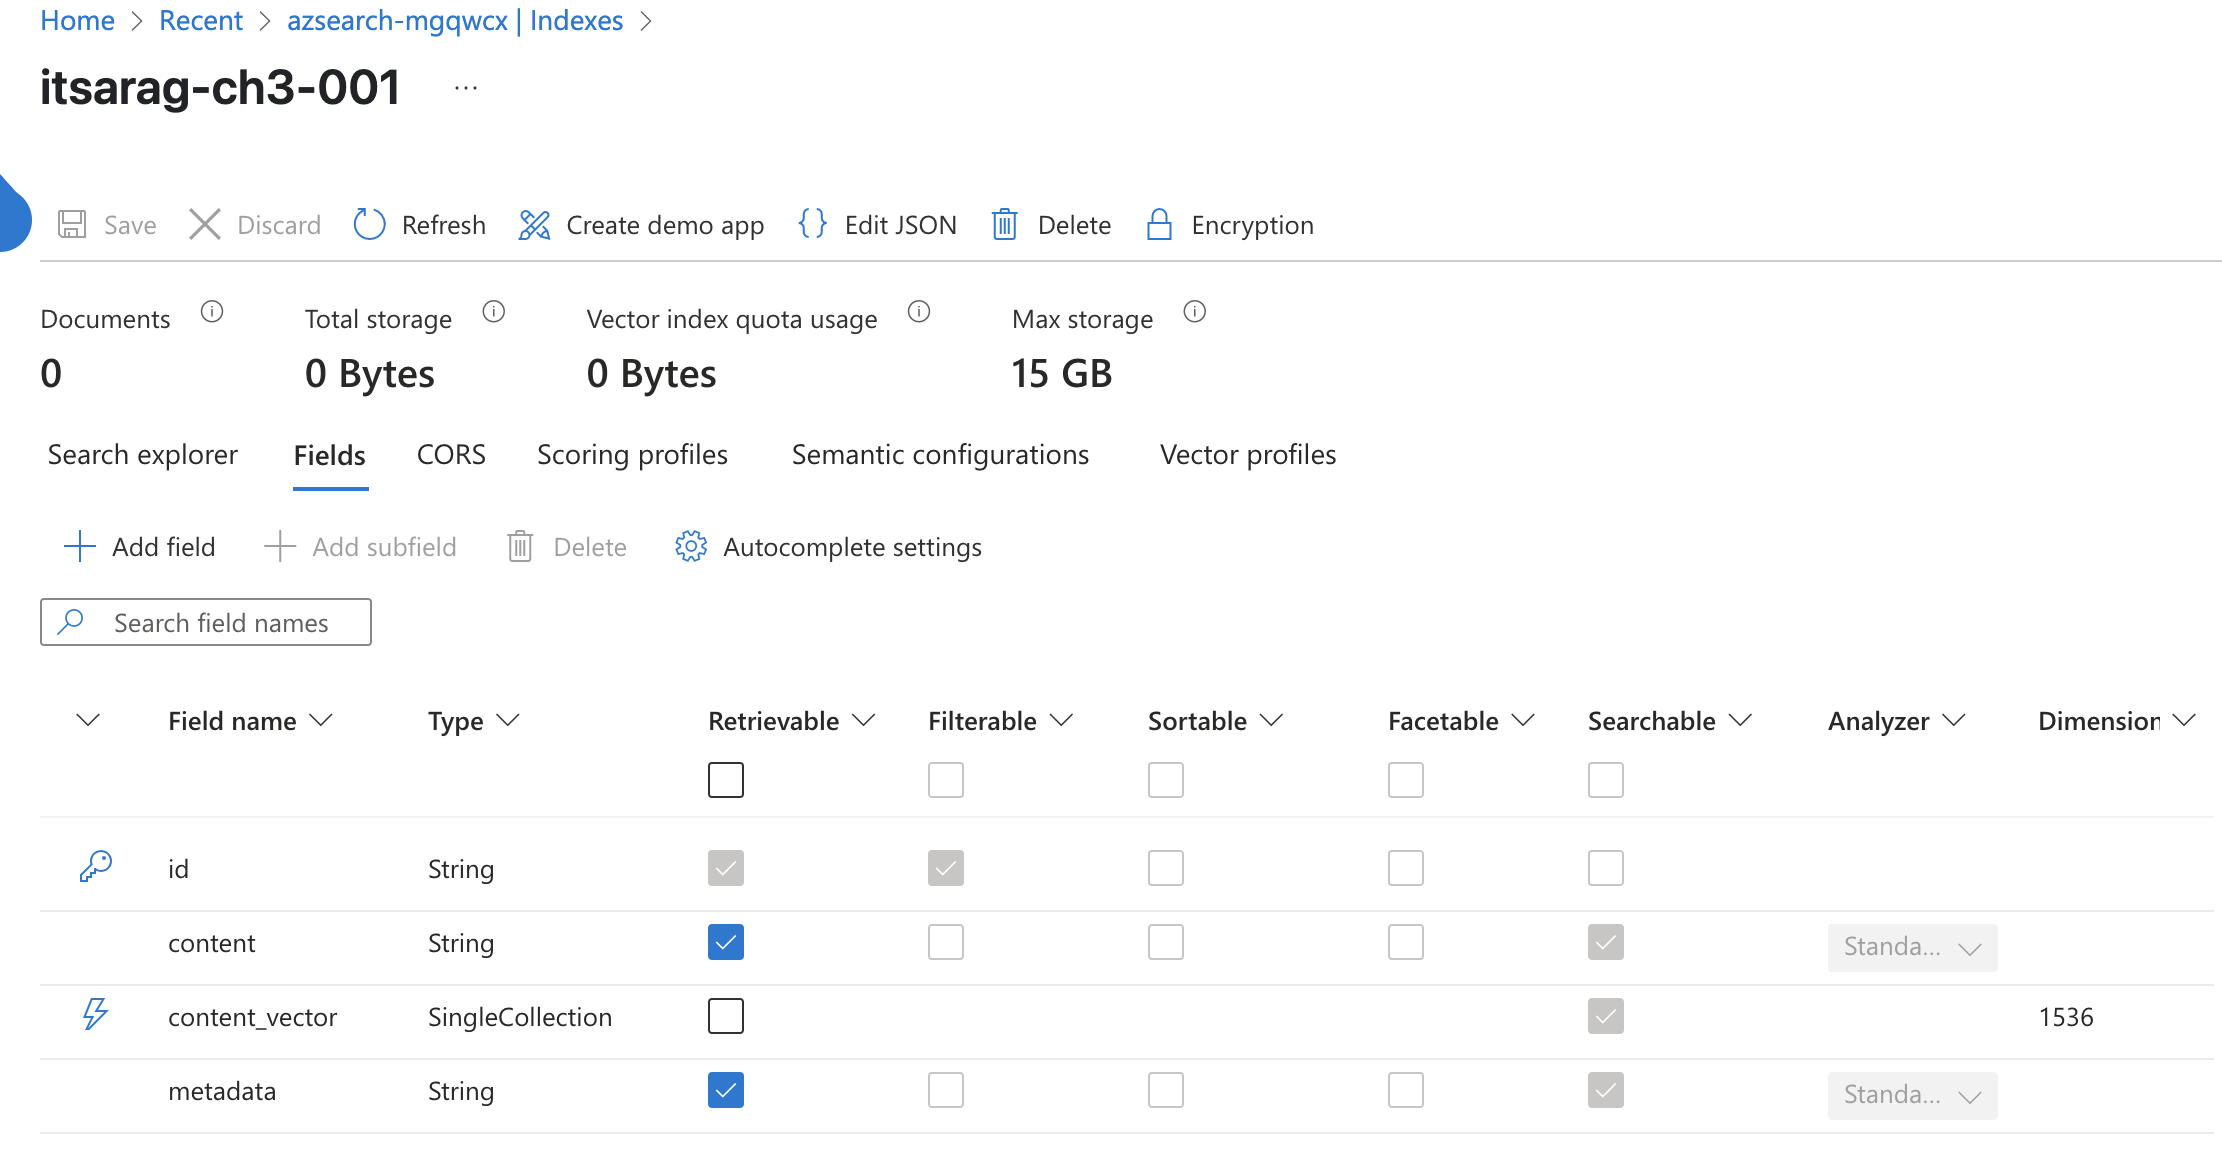 Home > Recent > azsearch-mgqwcx | Indexes >
itsarag-ch3-001 ...
Save Discard Refresh Create demo app {} Edit JSON Delete Encryption
Documents Total storage Vector index quota usage Max storage
0 0 Bytes 0 Bytes 15 GB
Search explorer Fields CORS Scoring profiles Semantic configurations Vector profiles
Add field Add subfield Delete Autocomplete settings
Search field names
Field name Type Retrievable Filterable Sortable Facetable Searchable Analyzer Dimension
id String
content String Standa...
content_vector SingleCollection 1536
metadata String Standa...